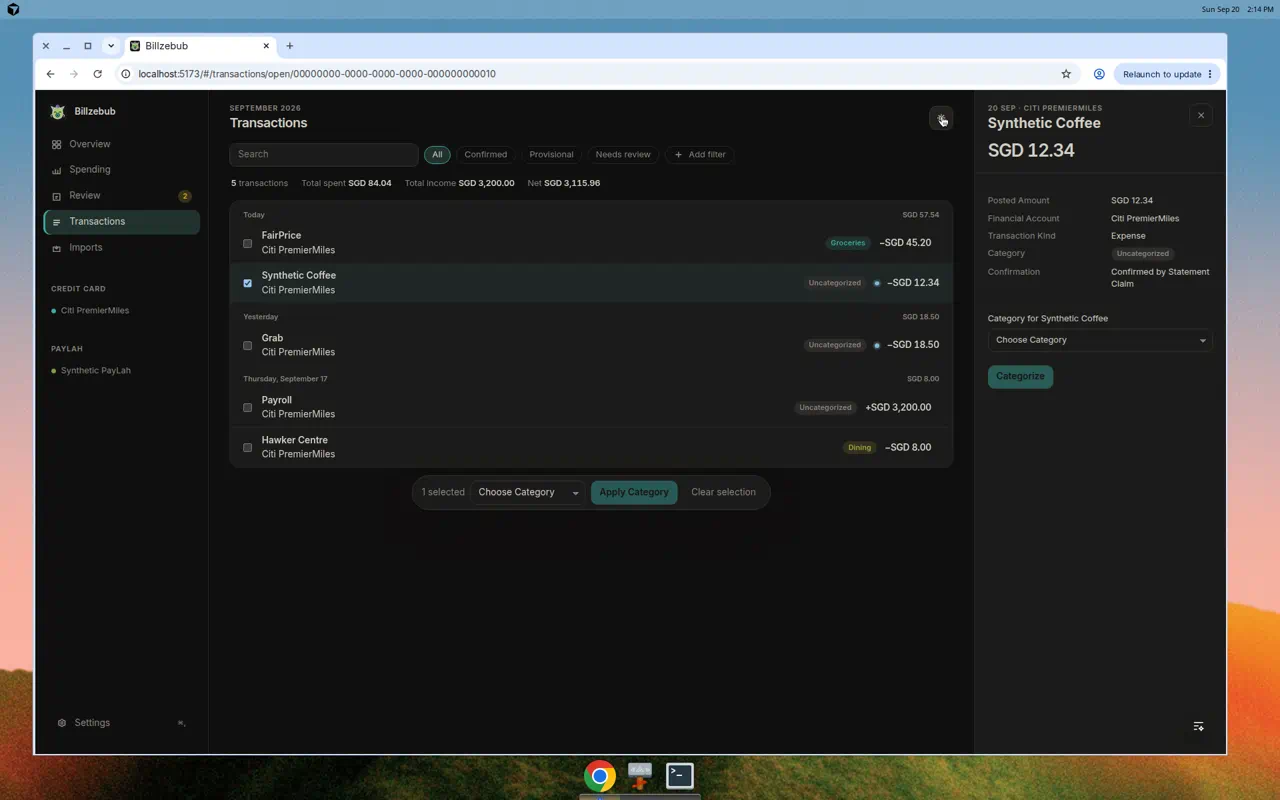 Sun Sep 20 2:14 PM
Billzebub
localhost:5173/#/transactions/open/00000000-0000-0000-0000-000000000010
Relaunch to update
Billzebub
Overview
Spending
Review 2
Transactions
Imports
CREDIT CARD
Citi PremierMiles
PAYLAH
Synthetic PayLah
Settings
SEPTEMBER 2026
Transactions
Search
All
Confirmed
Provisional
Needs review
Add filter
5 transactions Total spent SGD 84.04 Total income SGD 3,200.00 Net SGD 3,115.96
Today SGD 57.54
FairPrice
Citi PremierMiles
Groceries −SGD 45.20
Synthetic Coffee
Citi PremierMiles
Uncategorized −SGD 12.34
Yesterday SGD 18.50
Grab
Citi PremierMiles
Uncategorized −SGD 18.50
Thursday, September 17 SGD 8.00
Payroll
Citi PremierMiles
Uncategorized +SGD 3,200.00
Hawker Centre
Citi PremierMiles
Dining −SGD 8.00
1 selected Choose Category Apply Category Clear selection
20 SEP · CITI PREMIERMILES
Synthetic Coffee
SGD 12.34
Posted Amount SGD 12.34
Financial Account Citi PremierMiles
Transaction Kind Expense
Category Uncategorized
Confirmation Confirmed by Statement
Claim
Category for Synthetic Coffee
Choose Category
Categorize